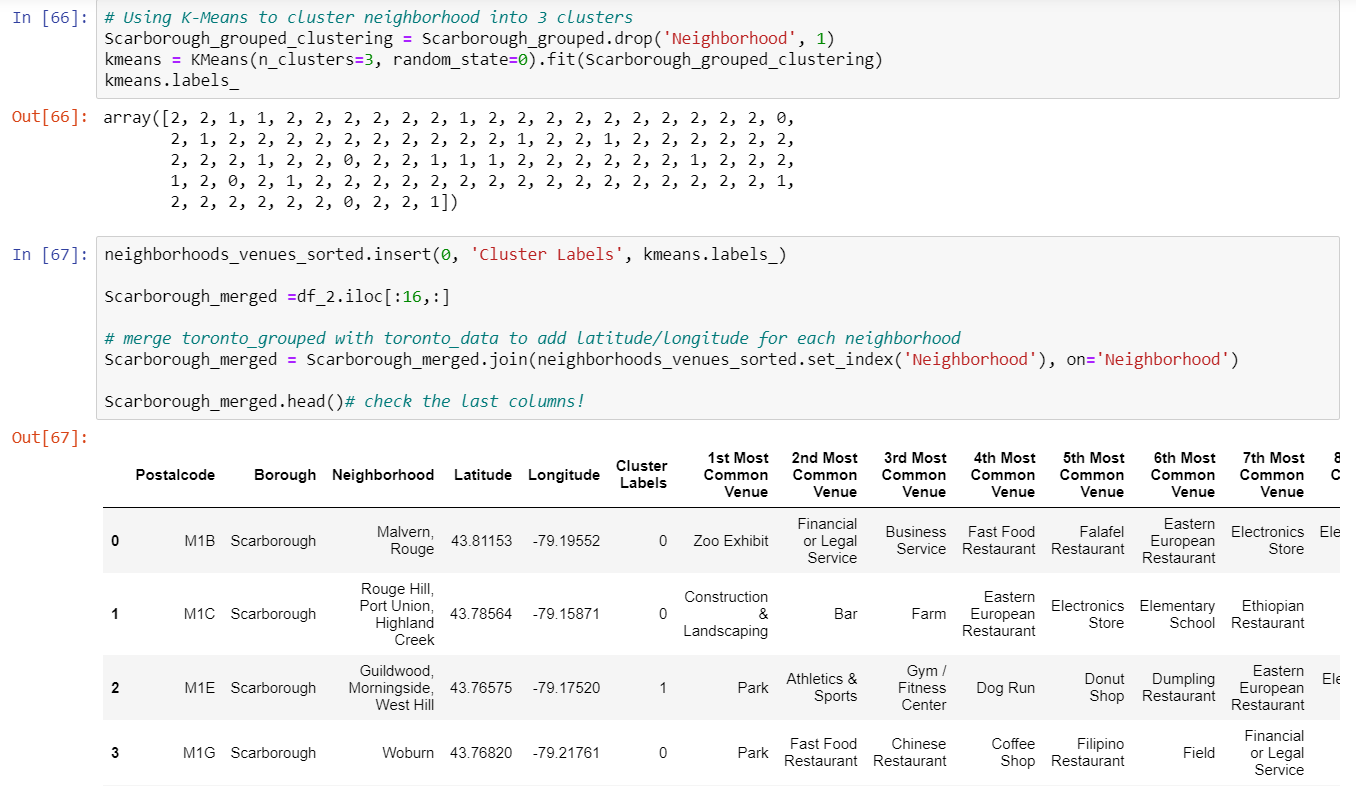 In [66]: # Using K-Means to cluster neighborhood into 3 clusters
Scarborough_grouped_clustering = Scarborough_grouped.drop('Neighborhood', 1)
kmeans = KMeans(n_clusters=3, random_state=0).fit(Scarborough_grouped_clustering)
kmeans.labels_
Out[66]: array([2, 2, 1, 1, 2, 2, 2, 2, 2, 2, 1, 2, 2, 2, 2, 2, 2, 2, 2, 2, 2, 0,
2, 1, 2, 2, 2, 2, 2, 2, 2, 2, 2, 2, 1, 2, 2, 1, 2, 2, 2, 2, 2, 2,
2, 2, 2, 1, 2, 2, 0, 2, 2, 1, 1, 1, 2, 2, 2, 2, 2, 2, 1, 2, 2, 2,
1, 2, 0, 2, 1, 2, 2, 2, 2, 2, 2, 2, 2, 2, 2, 2, 2, 2, 2, 2, 2, 1,
2, 2, 2, 2, 2, 2, 0, 2, 2, 1])
In [67]: neighborhoods_venues_sorted.insert(0, 'Cluster Labels', kmeans.labels_)
Scarborough_merged =df_2.iloc[:16,:]
# merge toronto_grouped with toronto_data to add latitude/longitude for each neighborhood
Scarborough_merged = Scarborough_merged.join(neighborhoods_venues_sorted.set_index('Neighborhood'), on='Neighborhood')
Scarborough_merged.head()# check the last columns!
Out[67]:
Postalcode Borough Neighborhood Latitude Longitude Cluster Labels 1st Most Common Venue 2nd Most Common Venue 3rd Most Common Venue 4th Most Common Venue 5th Most Common Venue 6th Most Common Venue 7th Most Common Venue
0 M1B Scarborough Malvern, Rouge 43.81153 -79.19552 0 Zoo Exhibit Financial or Legal Service Business Service Fast Food Restaurant Falafel Restaurant Eastern European Restaurant Electronics Store
1 M1C Scarborough Rouge Hill, Port Union, Highland Creek 43.78564 -79.15871 0 Construction & Landscaping Bar Farm Eastern European Restaurant Electronics Store Elementary School Ethiopian Restaurant
2 M1E Scarborough Guildwood, Morningside, West Hill 43.76575 -79.17520 1 Park Athletics & Sports Gym / Fitness Center Dog Run Donut Shop Dumpling Restaurant Eastern European Restaurant
3 M1G Scarborough Woburn 43.76820 -79.21761 0 Park Fast Food Restaurant Chinese Restaurant Coffee Shop Filipino Restaurant Field Financial or Legal Service